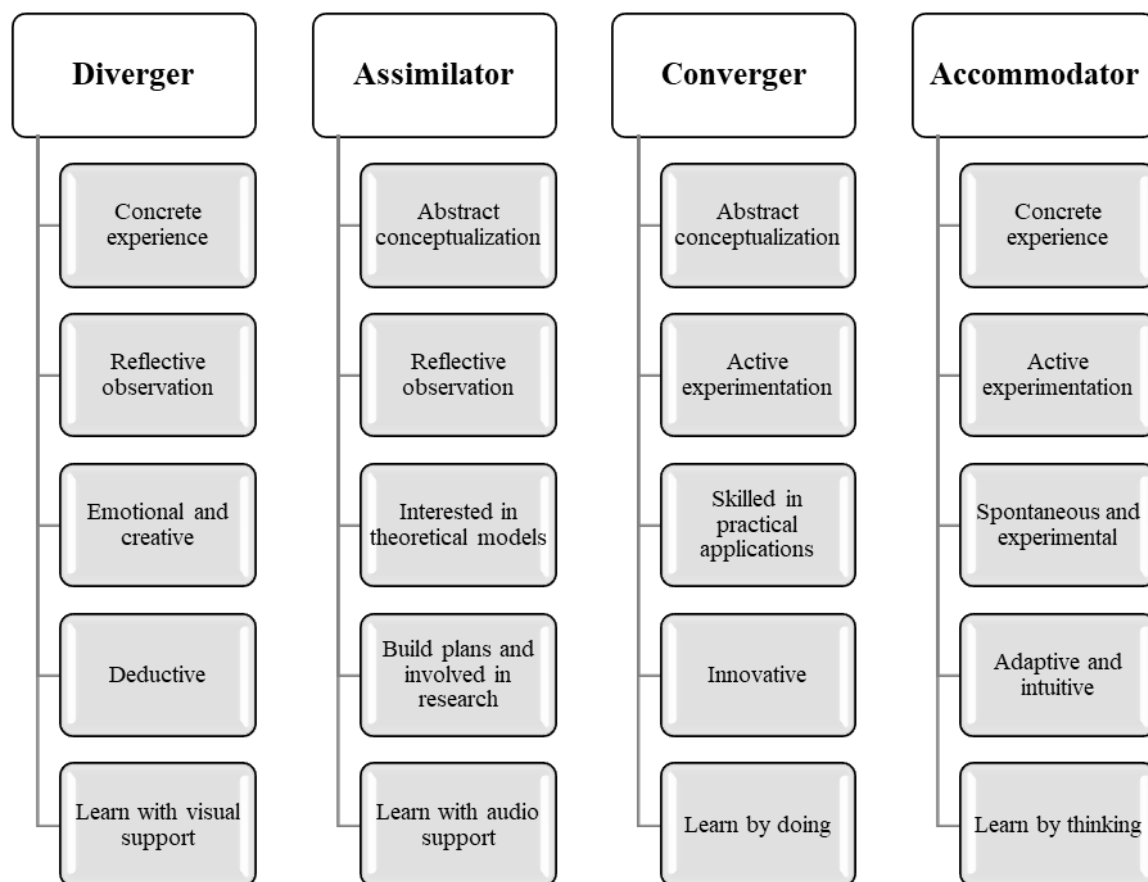 Diverger
Concrete
experience
Reflective
observation
Emotional and
creative
Deductive
Learn with visual
support
Assimilator
Abstract
conceptualization
Reflective
observation
Interested in
theoretical models
Build plans and
involved in
research
Learn with audio
support
Converger
Abstract
conceptualization
Active
experimentation
Skilled in
practical
applications
Innovative
Learn by doing
Accommodator
Concrete
experience
Active
experimentation
Spontaneous and
experimental
Adaptive and
intuitive
Learn by thinking